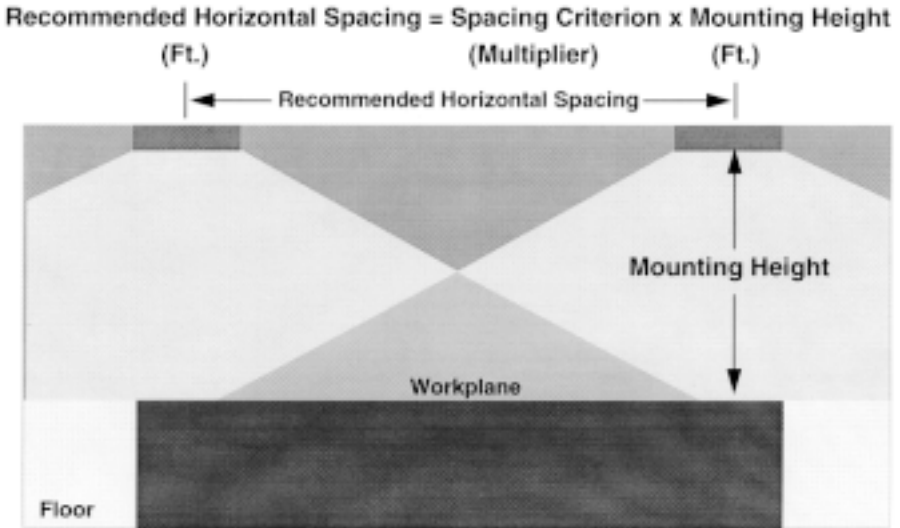 Recommended Horizontal Spacing = Spacing Criterion x Mounting Height
(Ft.) (Multiplier) (Ft.)
Recommended Horizontal Spacing
Mounting Height
Workplane
Floor